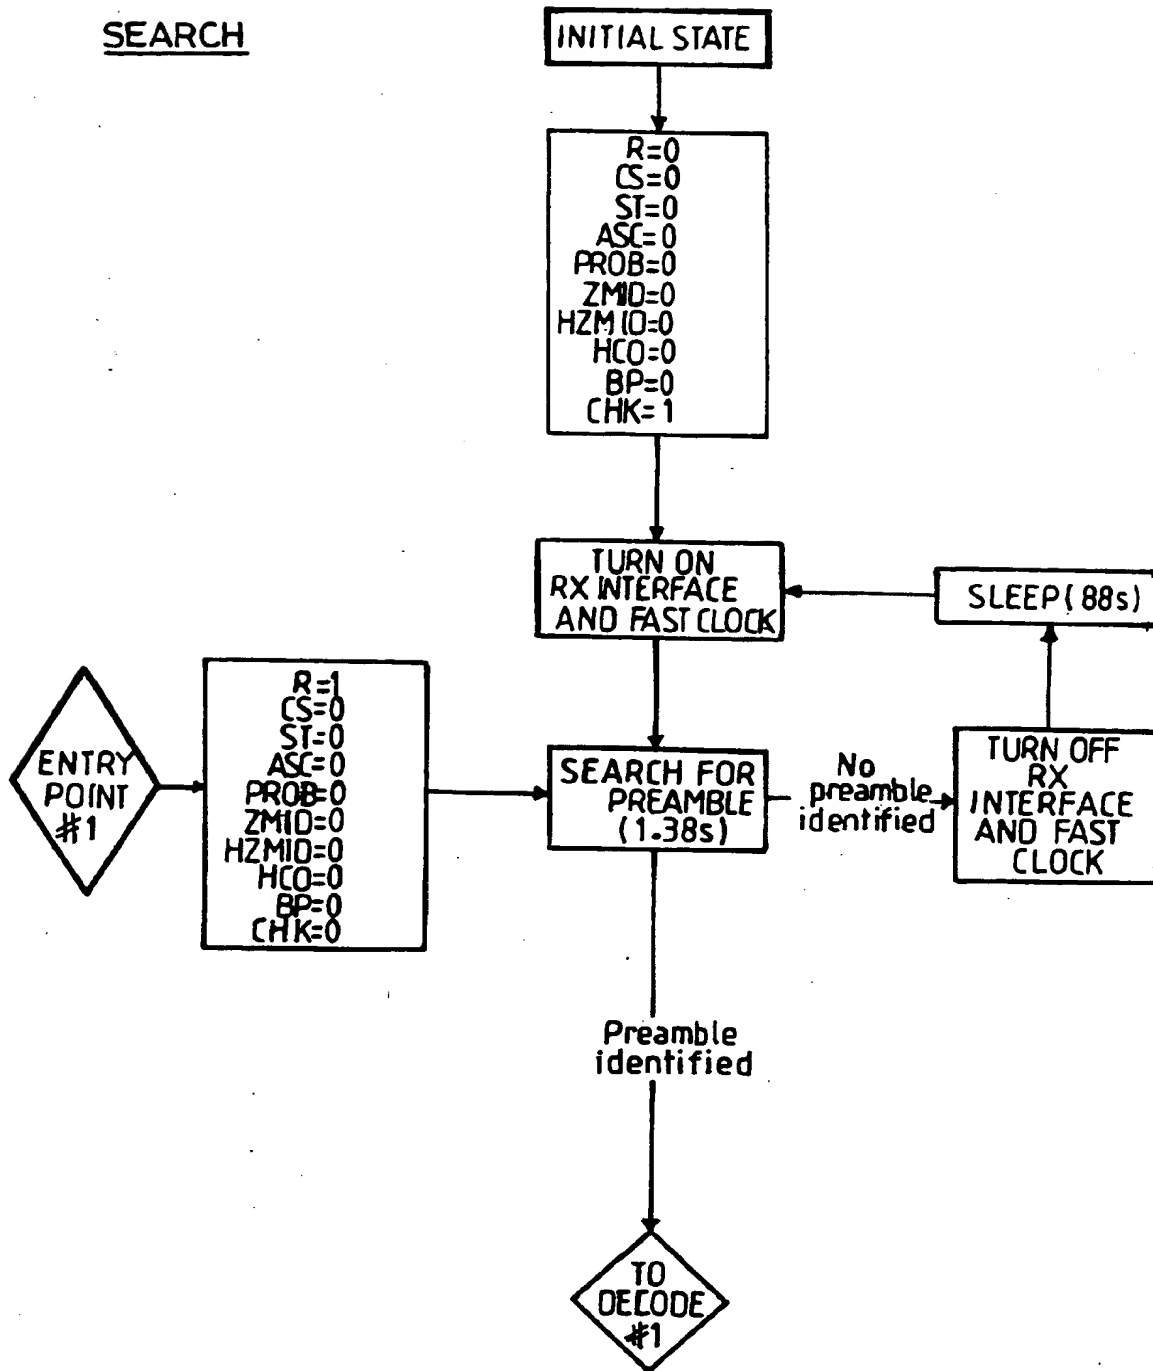 SEARCH
INITIAL STATE
R=0
CS=0
ST=0
ASC=0
PROB=0
ZMID=0
HZMID=0
HCO=0
BP=0
CHK=1
TURN ON
RX INTERFACE
AND FAST CLOCK
SLEEP(88s)
ENTRY
POINT
#1
R=1
CS=0
ST=0
ASC=0
PROB=0
ZMID=0
HZMID=0
HCO=0
BP=0
CHK=0
SEARCH FOR
PREAMBLE
(1.38s)
No
preamble
identified
TURN OFF
RX
INTERFACE
AND FAST
CLOCK
Preamble
identified
TO
DECODE
#1